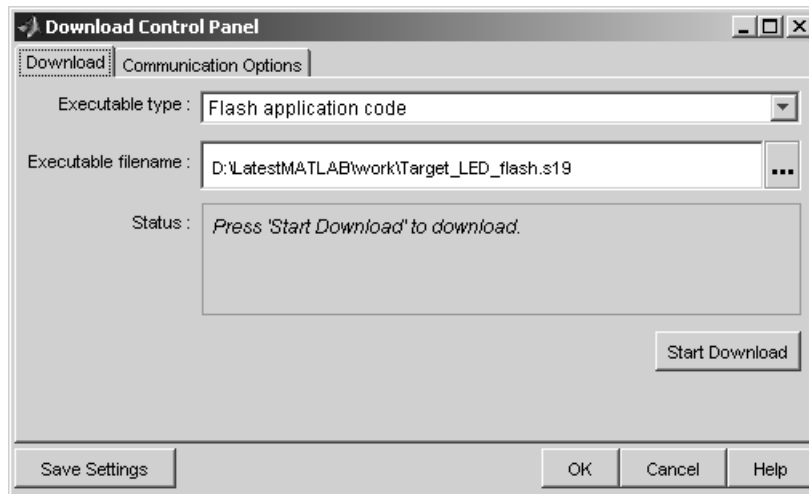 Download Control Panel
Download Communication Options
Executable type : Flash application code
Executable filename : D:\LatestMATLAB\work\Target_LED_flash.s19 ...
Status : Press 'Start Download' to download.
Start Download
Save Settings OK Cancel Help